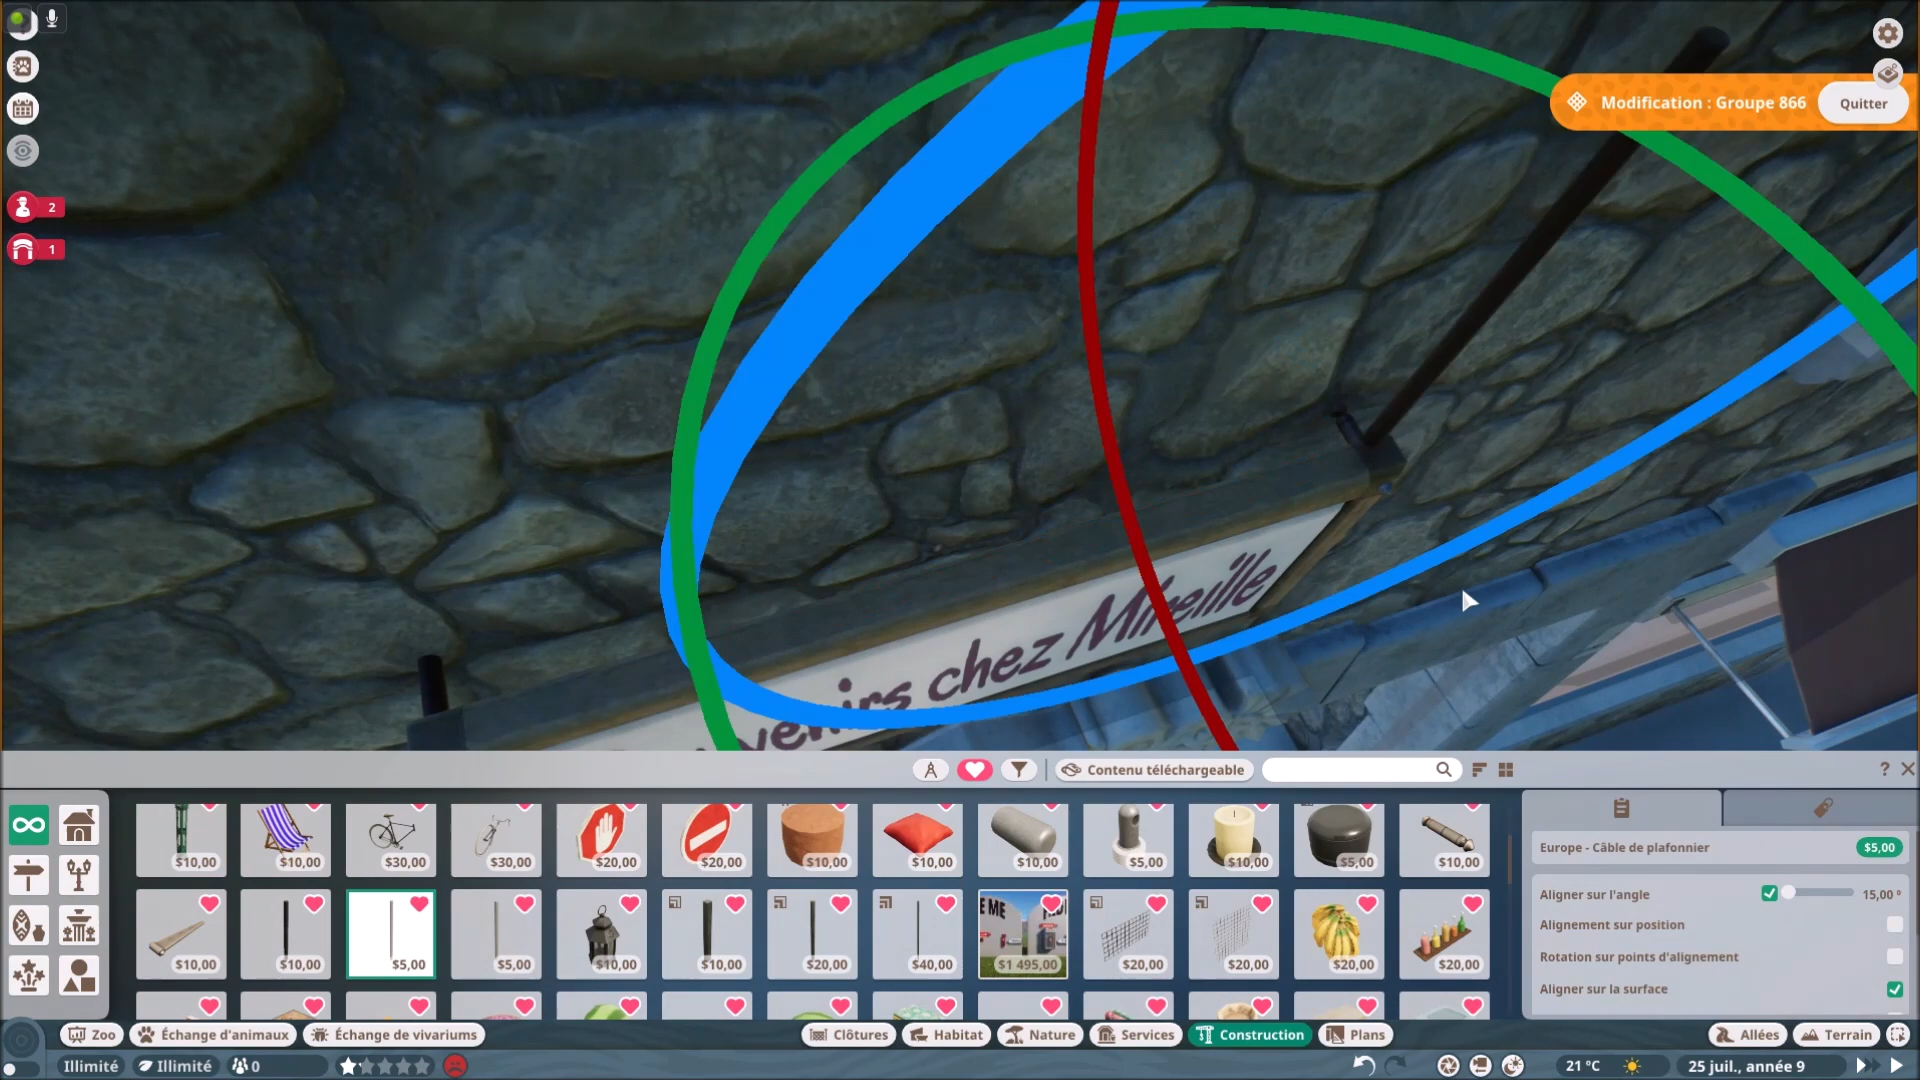 Modification : Groupe 866
Quitter
2
1
venirs chez Mireille
Contenu téléchargeable
? ×
$10,00
$10,00
$30,00
$30,00
$20,00
$20,00
$10,00
$10,00
$10,00
$5,00
$10,00
$5,00
$10,00
$10,00
$10,00
$5,00
$5,00
$10,00
$10,00
$20,00
$40,00
E ME
$1 495,00
$20,00
$20,00
$20,00
$20,00
Europe - Câble de plafonnier
$5,00
Aligner sur l'angle
15,00 °
Alignement sur position
Rotation sur points d'alignement
Aligner sur la surface
Zoo
Échange d'animaux
Échange de vivariums
Clôtures
Habitat
Nature
Services
Construction
Plans
Allées
Terrain
Illimité
Illimité
0
21 °C
25 juil., année 9